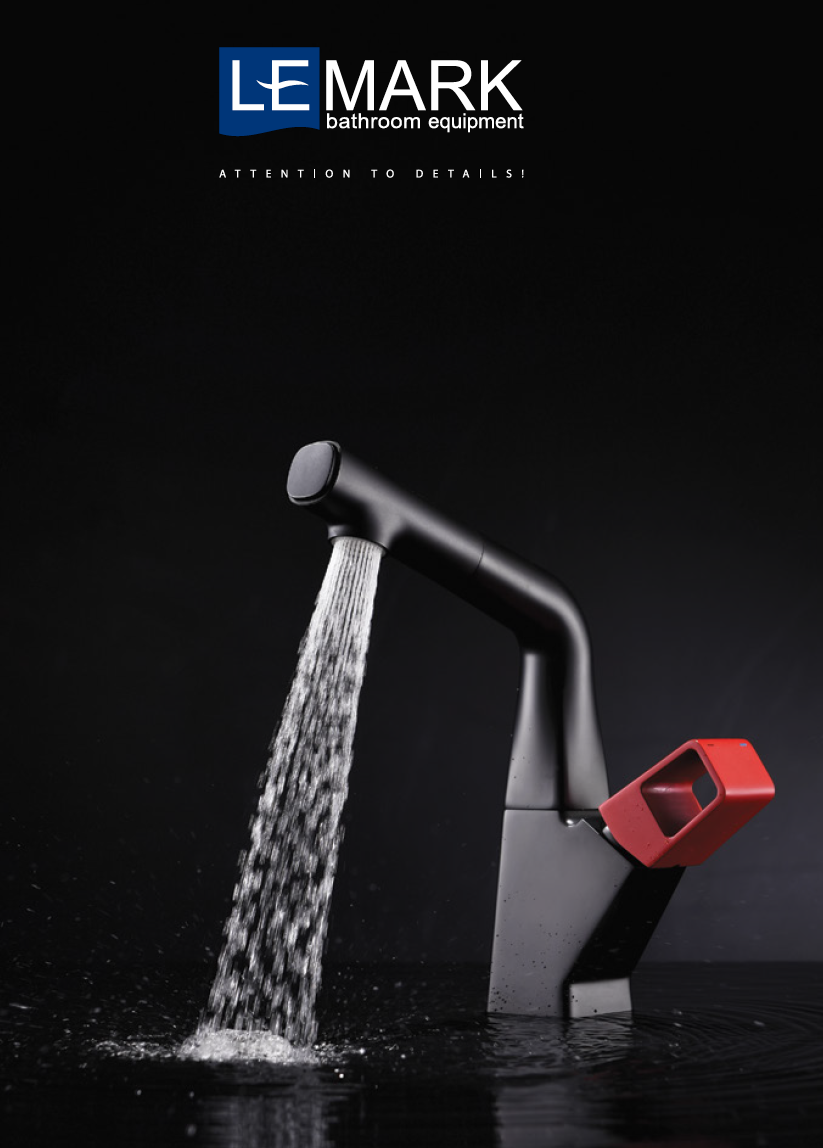 LEMARK
bathroom equipment
ATTENTION TO DETAILS!